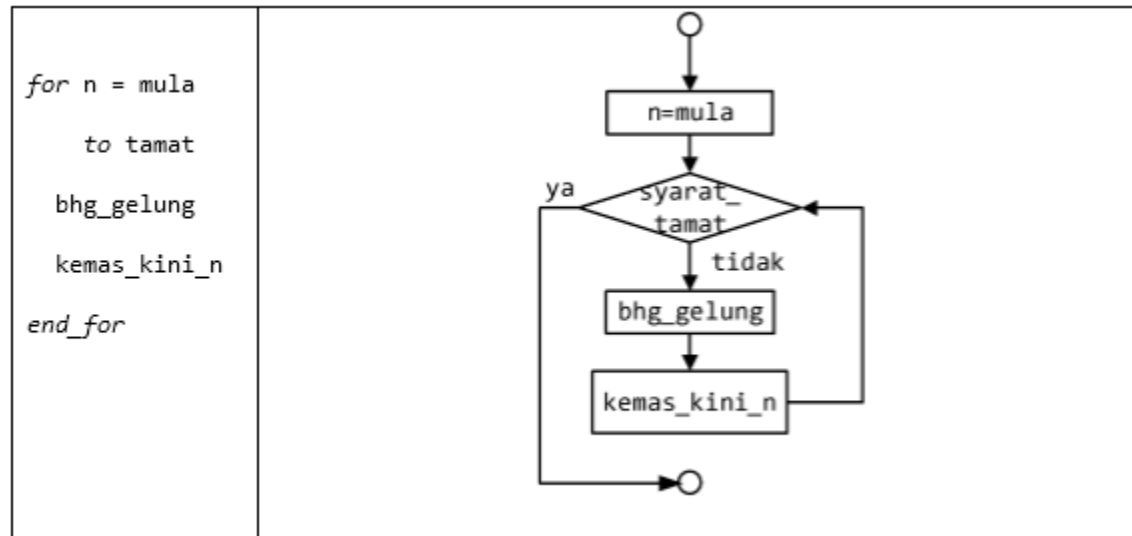 for n = mula
to tamat
bhg_gelung
kemas_kini_n
end_for
n=mula
ya
syarat_
tamat
tidak
bhg_gelung
kemas_kini_n